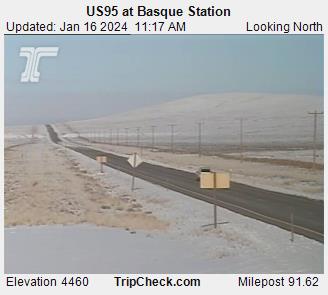 US95 at Basque Station
Updated: Jan 16 2024 11:17 AM Looking North
Elevation 4460 TripCheck.com Milepost 91.62